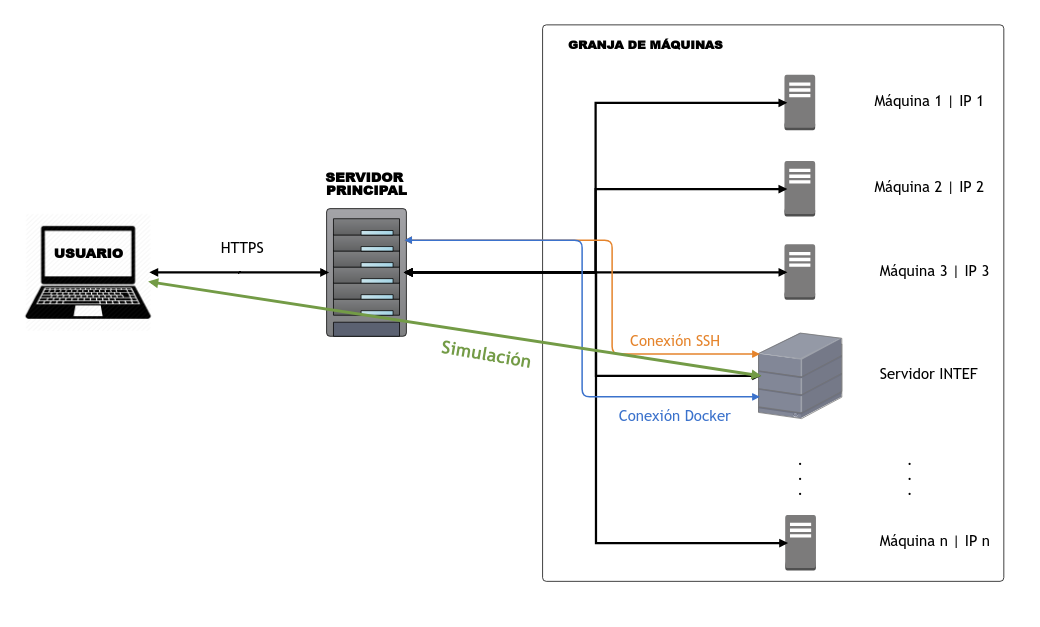 GRANJA DE MÁQUINAS
Máquina 1 | IP 1
SERVIDOR
PRINCIPAL
Máquina 2 | IP 2
USUARIO
HTTPS
Máquina 3 | IP 3
Simulación
Conexión SSH
Servidor INTEF
Conexión Docker
Máquina n | IP n